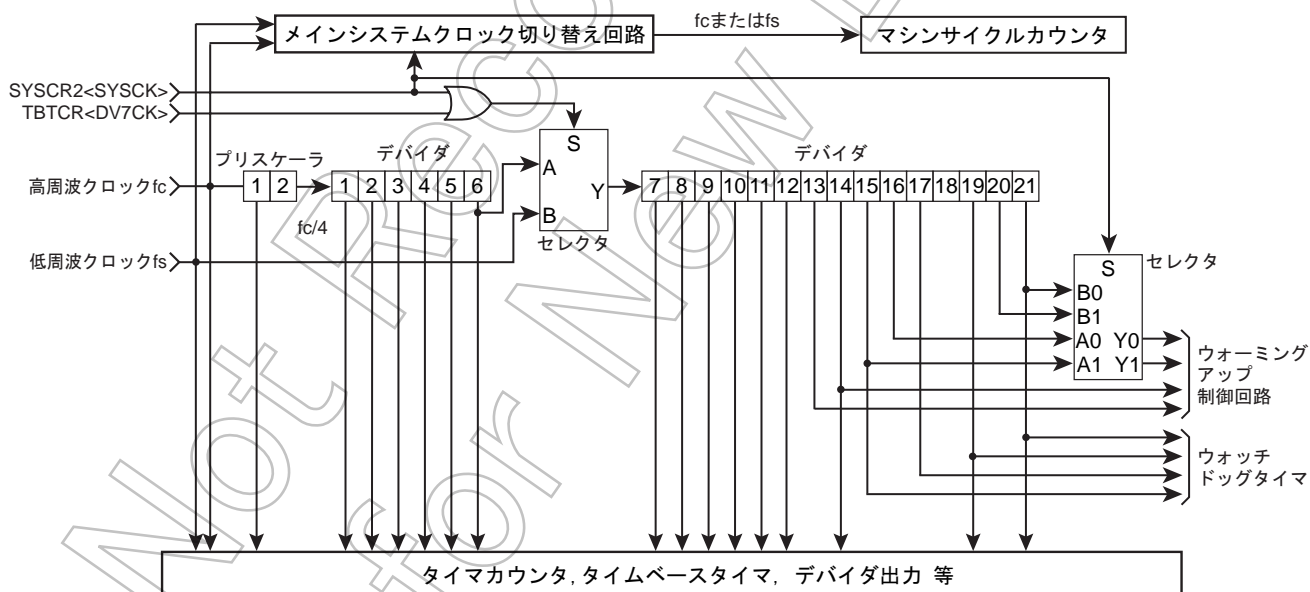 メインシステムクロック切り替え回路
fcまたはfs
マシンサイクルカウンタ
SYSCR2<SYSCK>
TBTCR<DV7CK>
プリスケーラ
デバイダ
S
デバイダ
高周波クロックfc
1 2
1 2 3 4 5 6
A
Y
B
7 8 9 10 11 12 13 14 15 16 17 18 19 20 21
fc/4
セレクタ
低周波クロックfs
S
セレクタ
B0
B1
A0 Y0
A1 Y1
ウォーミング
アップ
制御回路
ウォッチ
ドッグタイマ
タイマカウンタ, タイムベースタイマ, デバイダ出力 等
Not Reco
for New